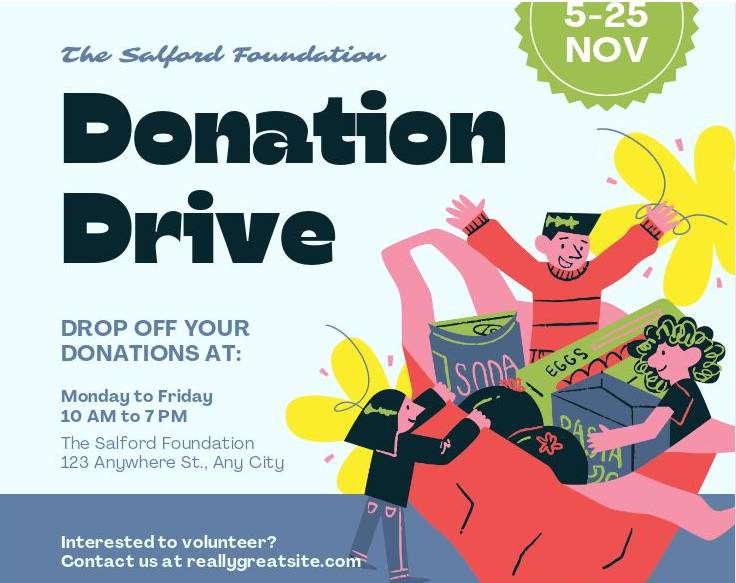 The Salford Foundation
5-25
NOV
Donation
Drive
DROP OFF YOUR
DONATIONS AT:
Monday to Friday
10 AM to 7 PM
The Salford Foundation
123 Anywhere St., Any City
SODA
EGGS
PASTA
Interested to volunteer?
Contact us at reallygreatsite.com